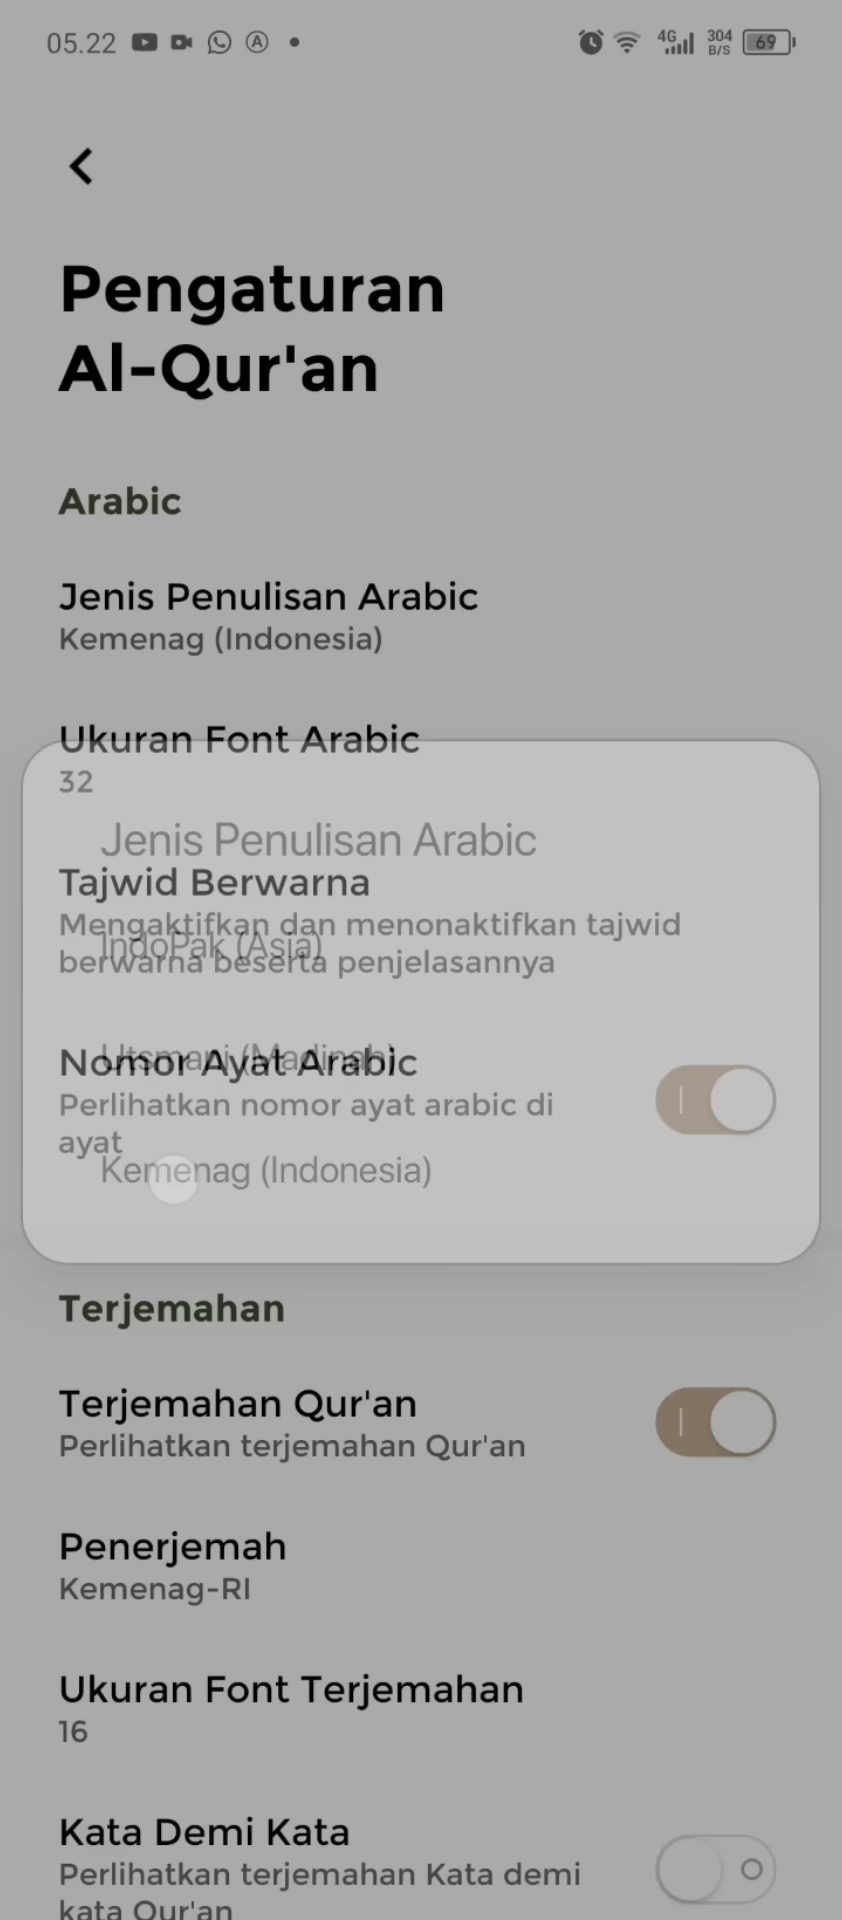 05.22
4G
304
B/S
69
Pengaturan
Al-Qur'an
Arabic
Jenis Penulisan Arabic
Kemenag (Indonesia)
Ukuran Font Arabic
32
Jenis Penulisan Arabic
Tajwid Berwarna
Mengaktifkan dan menonaktifkan tajwid
IndoPak (Asia)
berwarna beserta penjelasannya
Utsmani (Madinah)
Nomor Ayat Arabic
Perlihatkan nomor ayat arabic di
ayat
Kemenag (Indonesia)
Terjemahan
Terjemahan Qur'an
Perlihatkan terjemahan Qur'an
Penerjemah
Kemenag-RI
Ukuran Font Terjemahan
16
Kata Demi Kata
Perlihatkan terjemahan Kata demi
kata Qur'an